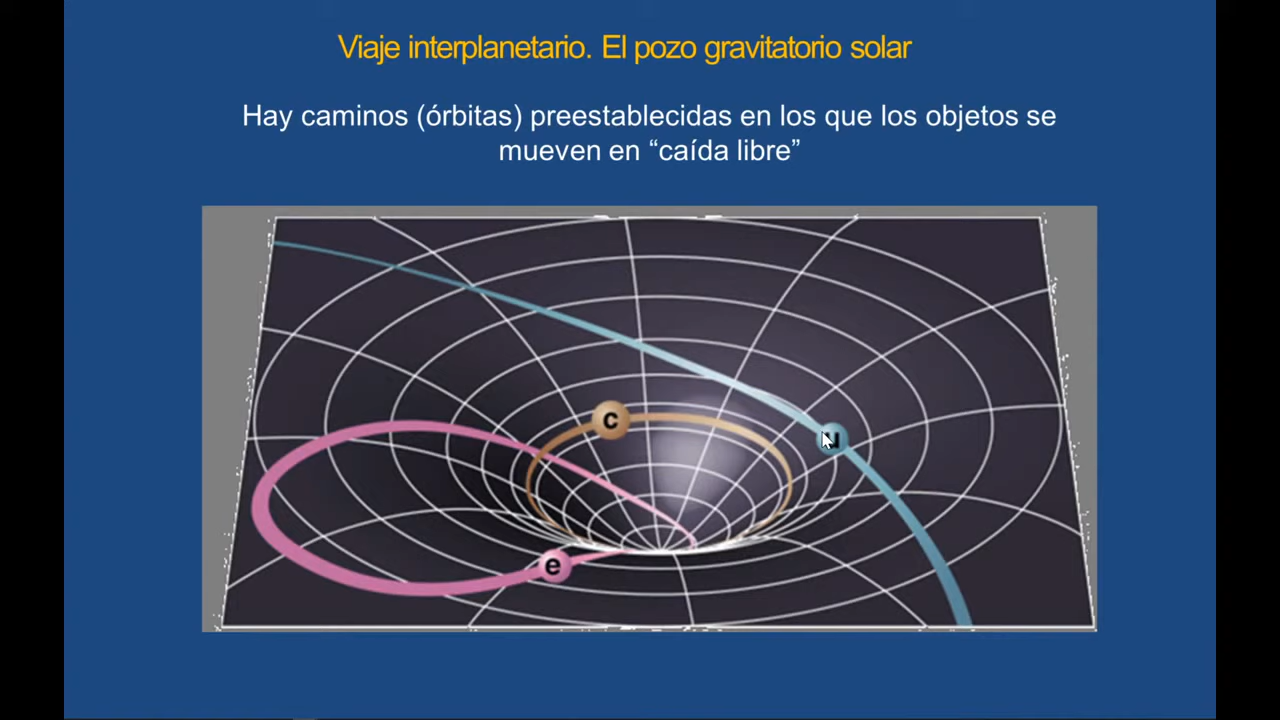 Viaje interplanetario. El pozo gravitatorio solar
Hay caminos (órbitas) preestablecidas en los que los objetos se
mueven en “caída libre”
c
u
e